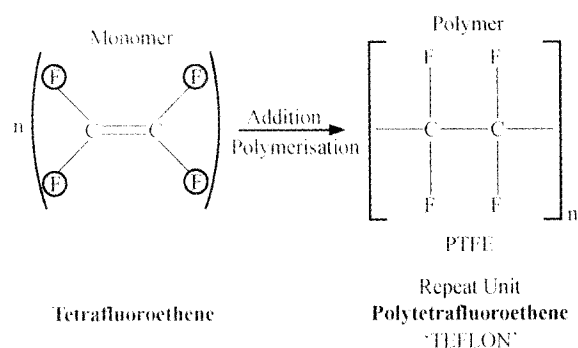 Monomer
Polymer
F F
F F
n
C C
Addition
Polymerisation
C C
F F
F F
n
PTFE
Tetrafluoroethene
Repeat Unit
Polytetrafluoroethene
'TEFLON'